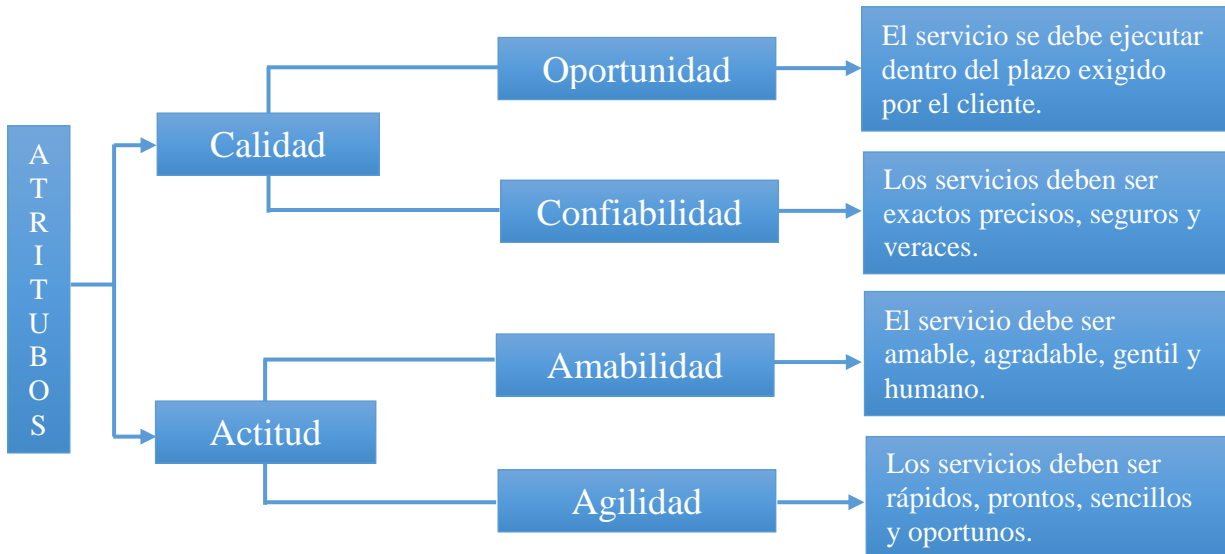 A
T
R
I
T
U
B
O
S
Calidad
Oportunidad
El servicio se debe ejecutar
dentro del plazo exigido
por el cliente.
Confiabilidad
Los servicios deben ser
exactos precisos, seguros y
veraces.
Actitud
Amabilidad
El servicio debe ser
amable, agradable, gentil y
humano.
Agilidad
Los servicios deben ser
rápidos, prontos, sencillos
y oportunos.